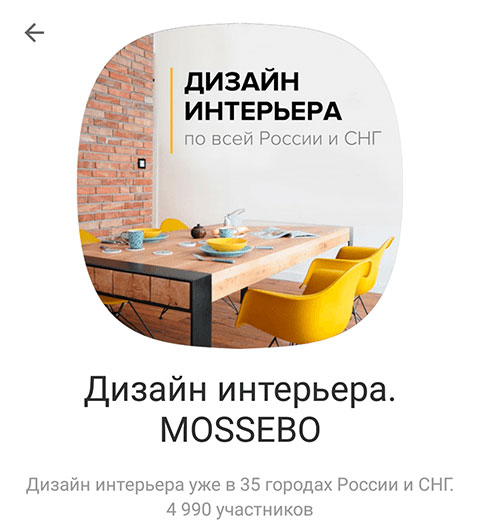 ДИЗАЙН
ИНТЕРЬЕРА
по всей России и СНГ
Дизайн интерьера.
MOSSEBO
Дизайн интерьера уже в 35 городах России и СНГ.
4 990 участников